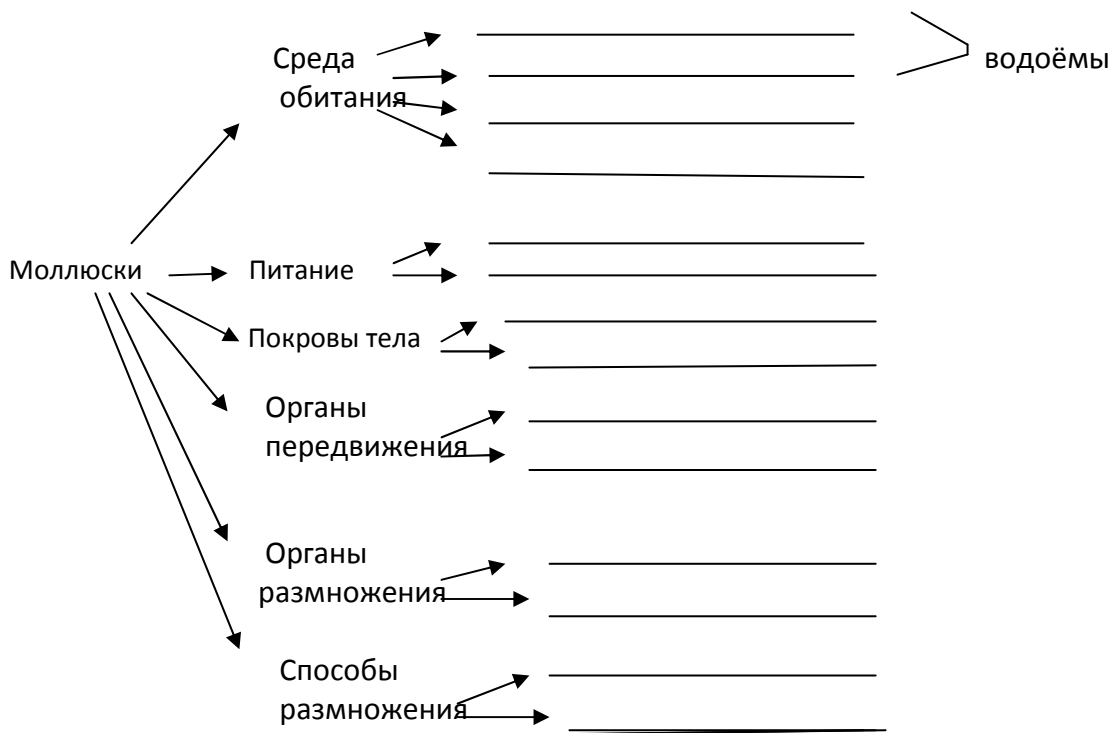 Среда
обитания
водоёмы
Моллюски
Питание
Покровы тела
Органы
передвижения
Органы
размножения
Способы
размножения